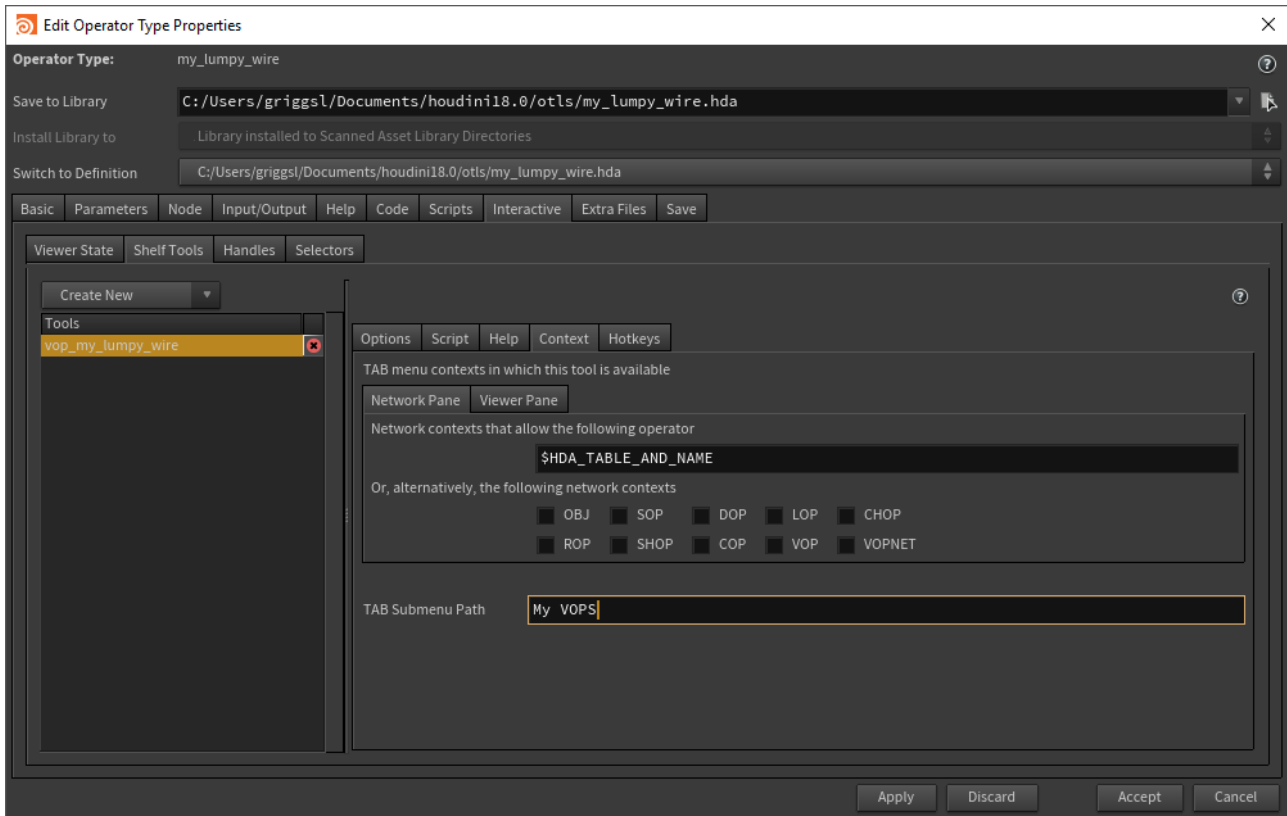 Edit Operator Type Properties
Operator Type: my_lumpy_wire
Save to Library C:/Users/griggsl/Documents/houdini18.0/otls/my_lumpy_wire.hda
Install Library to Library installed to Scanned Asset Library Directories
Switch to Definition C:/Users/griggsl/Documents/houdini18.0/otls/my_lumpy_wire.hda
Basic Parameters Node Input/Output Help Code Scripts Interactive Extra Files Save
Viewer State Shelf Tools Handles Selectors
Create New
Tools
vop_my_lumpy_wire
Options Script Help Context Hotkeys
TAB menu contexts in which this tool is available
Network Pane Viewer Pane
Network contexts that allow the following operator
$HDA_TABLE_AND_NAME
Or, alternatively, the following network contexts
OBJ SOP DOP LOP CHOP
ROP SHOP COP VOP VOPNET
TAB Submenu Path My VOPS
Apply Discard Accept Cancel